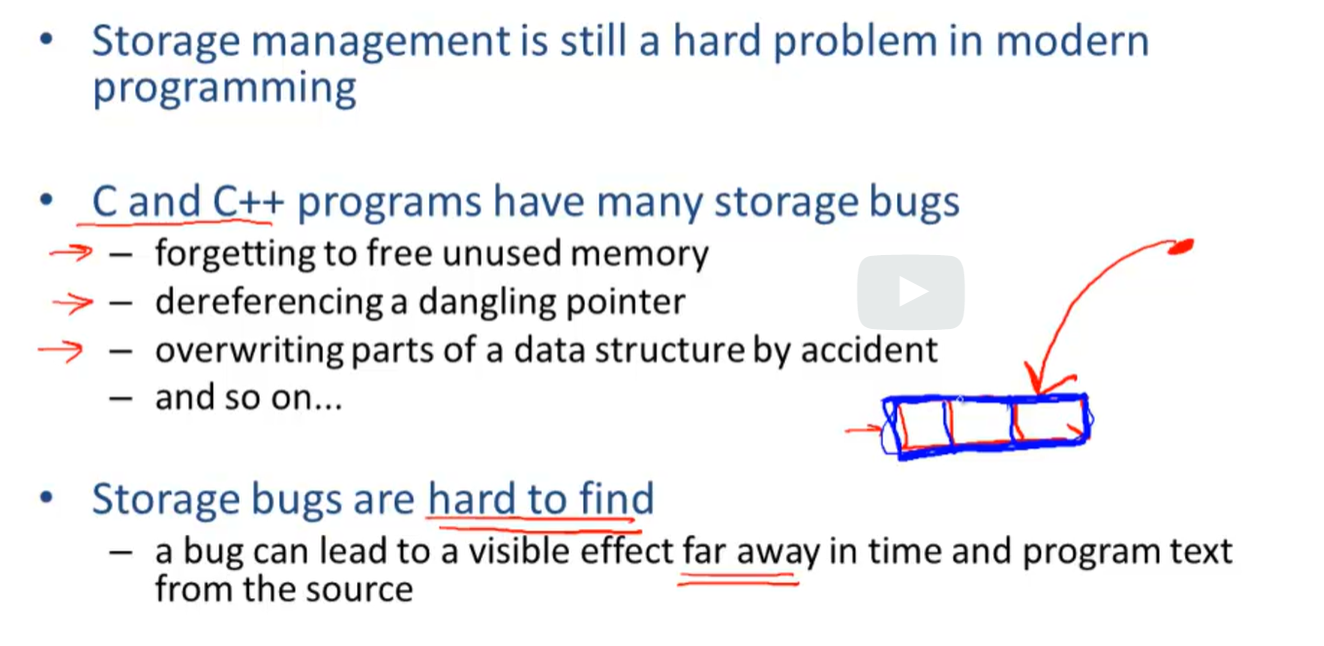 • Storage management is still a hard problem in modern
programming
• C and C++ programs have many storage bugs
– forgetting to free unused memory
– dereferencing a dangling pointer
– overwriting parts of a data structure by accident
– and so on...
• Storage bugs are hard to find
– a bug can lead to a visible effect far away in time and program text
from the source